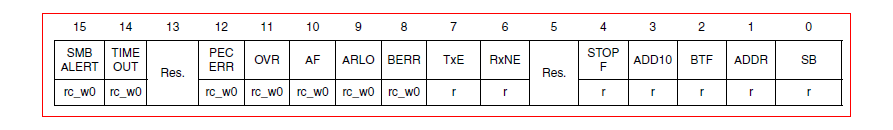 15 14 13 12 11 10 9 8 7 6 5 4 3 2 1 0
SMB ALERT TIME OUT Res. PEC ERR OVR AF ARLO BERR TxE RxNE Res. STOP F ADD10 BTF ADDR SB
rc_w0 rc_w0 rc_w0 rc_w0 rc_w0 rc_w0 rc_w0 r r r r r r r